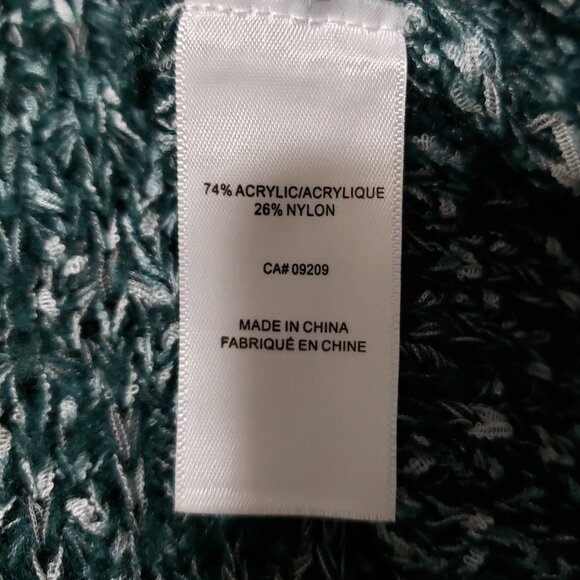 74% ACRYLIC/ACRYLIQUE
26% NYLON
CA# 09209
MADE IN CHINA
FABRIQUÉ EN CHINE